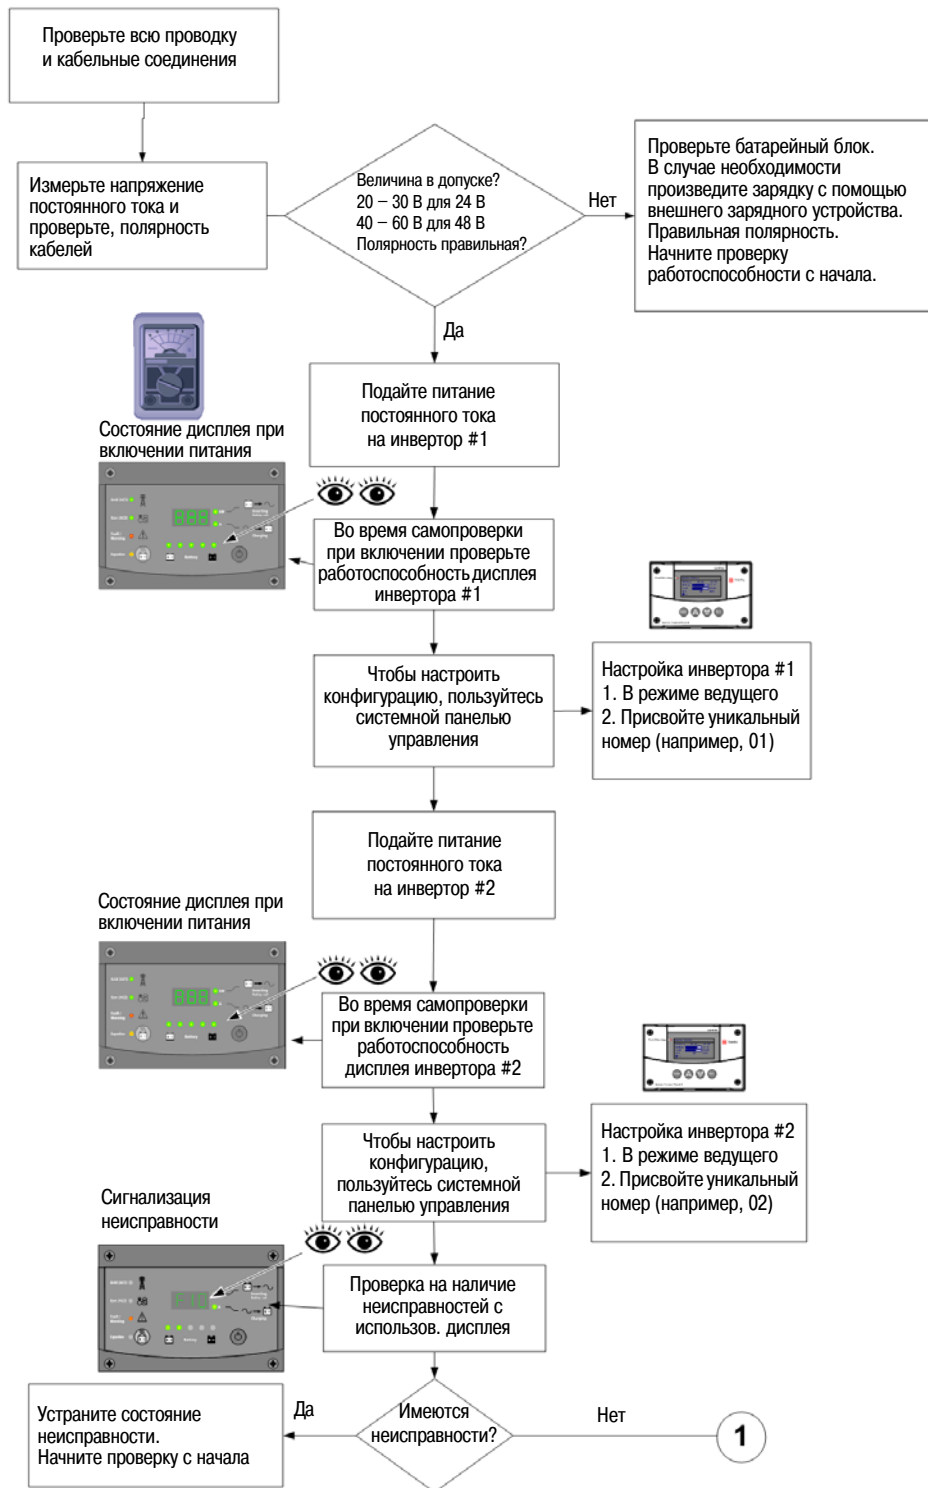 Проверьте всю проводку
и кабельные соединения
Измерьте напряжение
постоянного тока и
проверьте, полярность
кабелей
Величина в допуске?
20 – 30 В для 24 В
40 – 60 В для 48 В
Полярность правильная?
Нет
Проверьте батарейный блок.
В случае необходимости
произведите зарядку с помощью
внешнего зарядного устройства.
Правильная полярность.
Начните проверку
работоспособности с начала.
Да
Подайте питание
постоянного тока
на инвертор #1
Состояние дисплея при
включении питания
Во время самопроверки
при включении проверьте
работоспособность дисплея
инвертора #1
Чтобы настроить
конфигурацию, пользуйтесь
системной панелью
управления
Настройка инвертора #1
1. В режиме ведущего
2. Присвойте уникальный
номер (например, 01)
Подайте питание
постоянного тока
на инвертор #2
Состояние дисплея при
включении питания
Во время самопроверки
при включении проверьте
работоспособность
дисплея инвертора #2
Чтобы настроить
конфигурацию,
пользуйтесь системной
панелью управления
Настройка инвертора #2
1. В режиме ведущего
2. Присвойте уникальный
номер (например, 02)
Сигнализация
неисправности
Проверка на наличие
неисправностей с
использов. дисплея
Имеются
неисправности?
Да
Устраните состояние
неисправности.
Начните проверку с начала
Нет
1